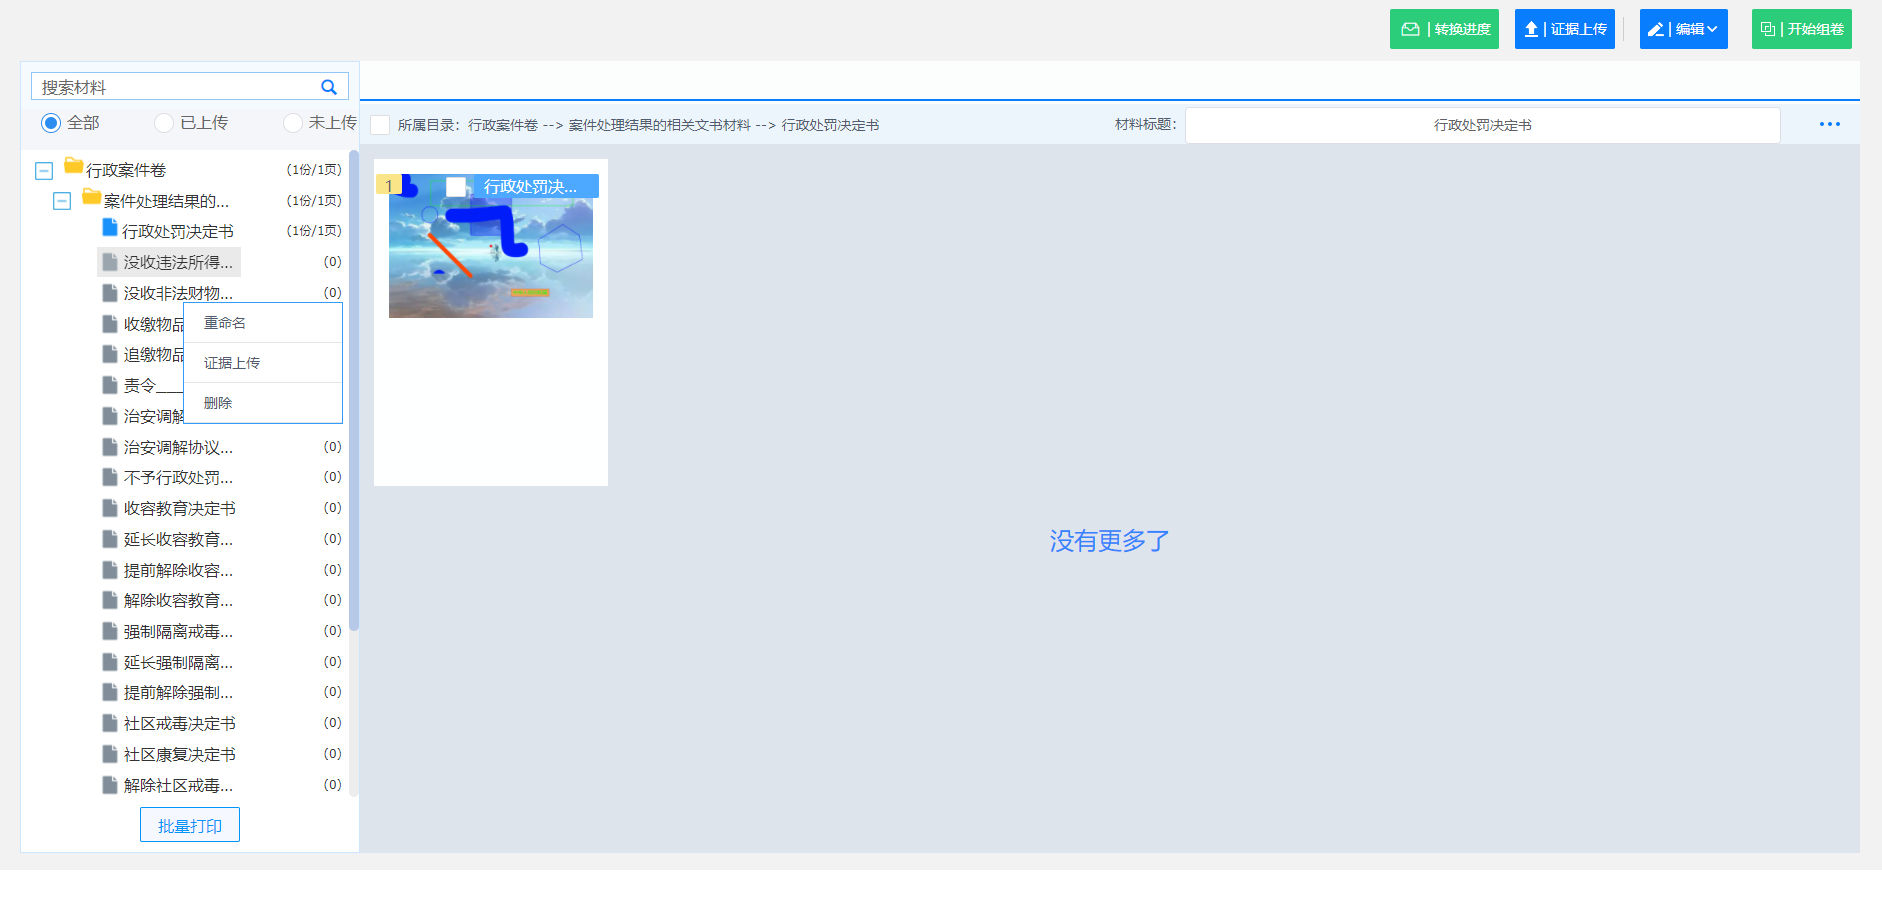 转换进度
证据上传
编辑
开始组卷
搜索材料
全部 已上传 未上传
所属目录：行政案件卷 --> 案件处理结果的相关文书材料 --> 行政处罚决定书
材料标题：
行政处罚决定书
行政案件卷 （1份/1页）
案件处理结果的... （1份/1页）
行政处罚决定书 （1份/1页）
没收违法所得... （0）
没收非法财物... （0）
收缴物品
追缴物品
责令____
治安调解
治安调解协议... （0）
不予行政处罚... （0）
收容教育决定书 （0）
延长收容教育... （0）
提前解除收容... （0）
解除收容教育... （0）
强制隔离戒毒... （0）
延长强制隔离... （0）
提前解除强制... （0）
社区戒毒决定书 （0）
社区康复决定书 （0）
解除社区戒毒... （0）
重命名
证据上传
删除
批量打印
1
行政处罚决...
没有更多了